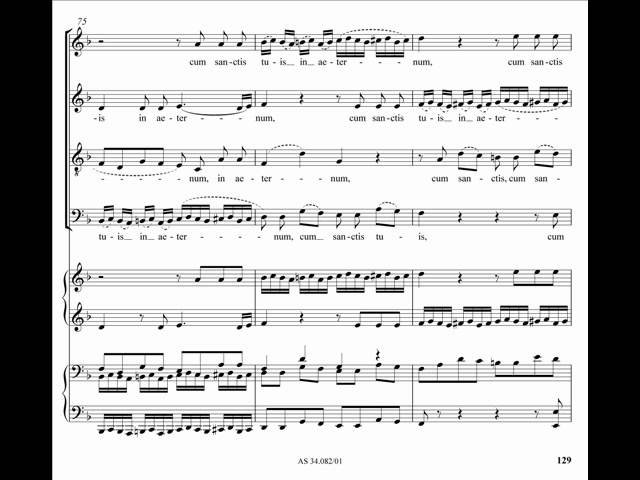 75
cum san-ctis tu - is in ae-ter - - - num, cum sanctis
-is in ae-ter - - - num, cum san-ctis tu - is in ae-ter - - -
- - - - num, in ae-ter - - - num, cum san - ctis, cum san -
tu - is in ae-ter - - - - num, cum san-ctis tu - is, cum
AS 34.082/01
129